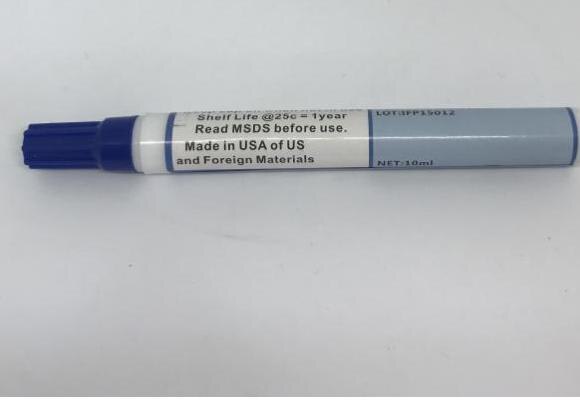 Shelf Life @25c = 1year
Read MSDS before use.
Made in USA of US
and Foreign Materials
LOT:IFP15012
NET:10ml